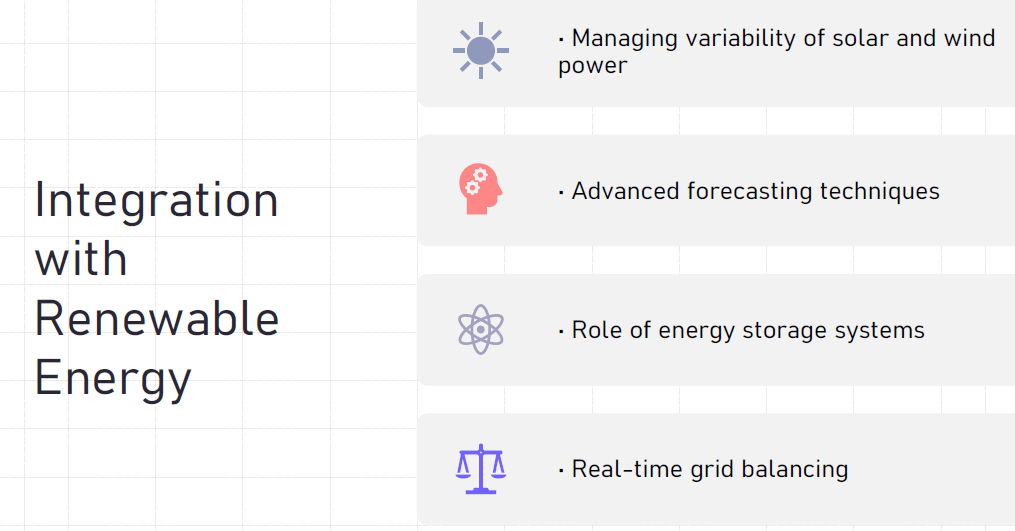 Integration
with
Renewable
Energy
· Managing variability of solar and wind
power
· Advanced forecasting techniques
· Role of energy storage systems
· Real-time grid balancing